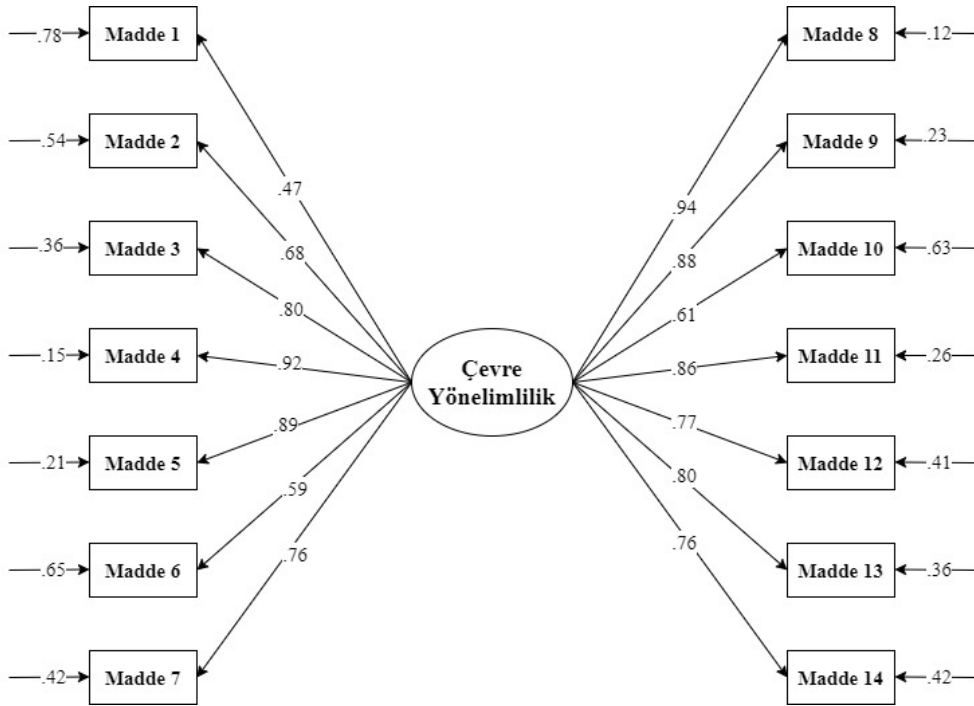 .78
Madde 1
.47
.54
Madde 2
.68
.36
Madde 3
.80
.15
Madde 4
.92
.21
Madde 5
.89
.65
Madde 6
.59
.42
Madde 7
.76
Çevre
Yönelimlilik
.94
Madde 8
.12
.88
Madde 9
.23
.61
Madde 10
.63
.86
Madde 11
.26
.77
Madde 12
.41
.80
Madde 13
.36
.76
Madde 14
.42